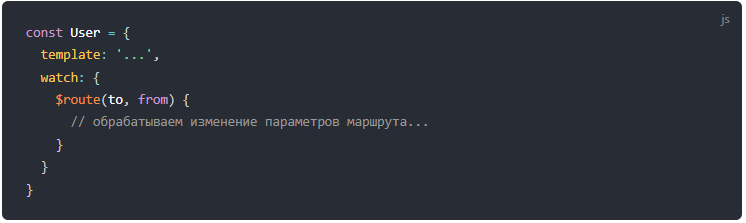 js
const User = {
  template: '...',
  watch: {
    $route(to, from) {
      // обрабатываем изменение параметров маршрута...
    }
  }
}